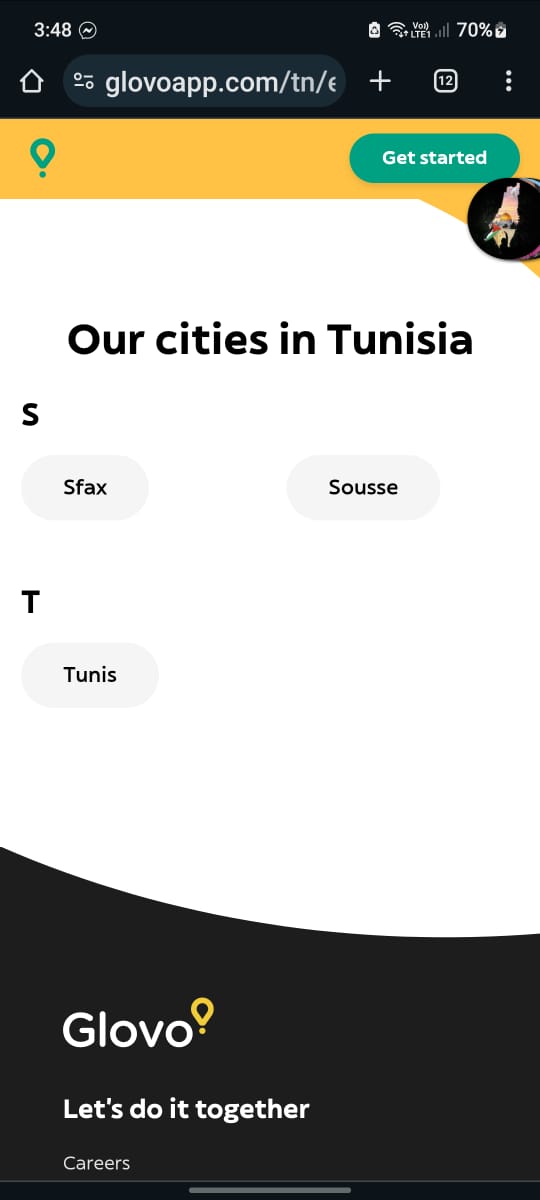 3:48
Vo)) LTE1 70%
glovoapp.com/tn/e
12
Get started
Our cities in Tunisia
S
Sfax Sousse
T
Tunis
Glovo
Let's do it together
Careers